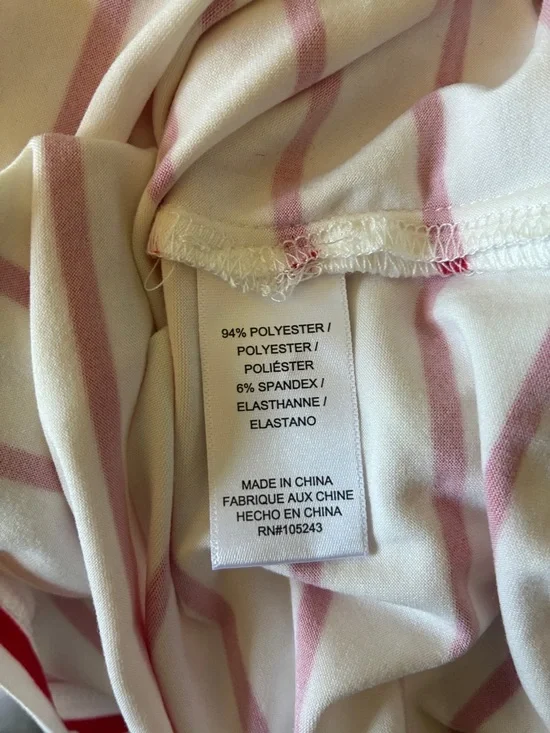 94% POLYESTER /
POLYESTER /
POLIÉSTER
6% SPANDEX /
ELASTHANNE /
ELASTANO
MADE IN CHINA
FABRIQUE AUX CHINE
HECHO EN CHINA
RN#105243